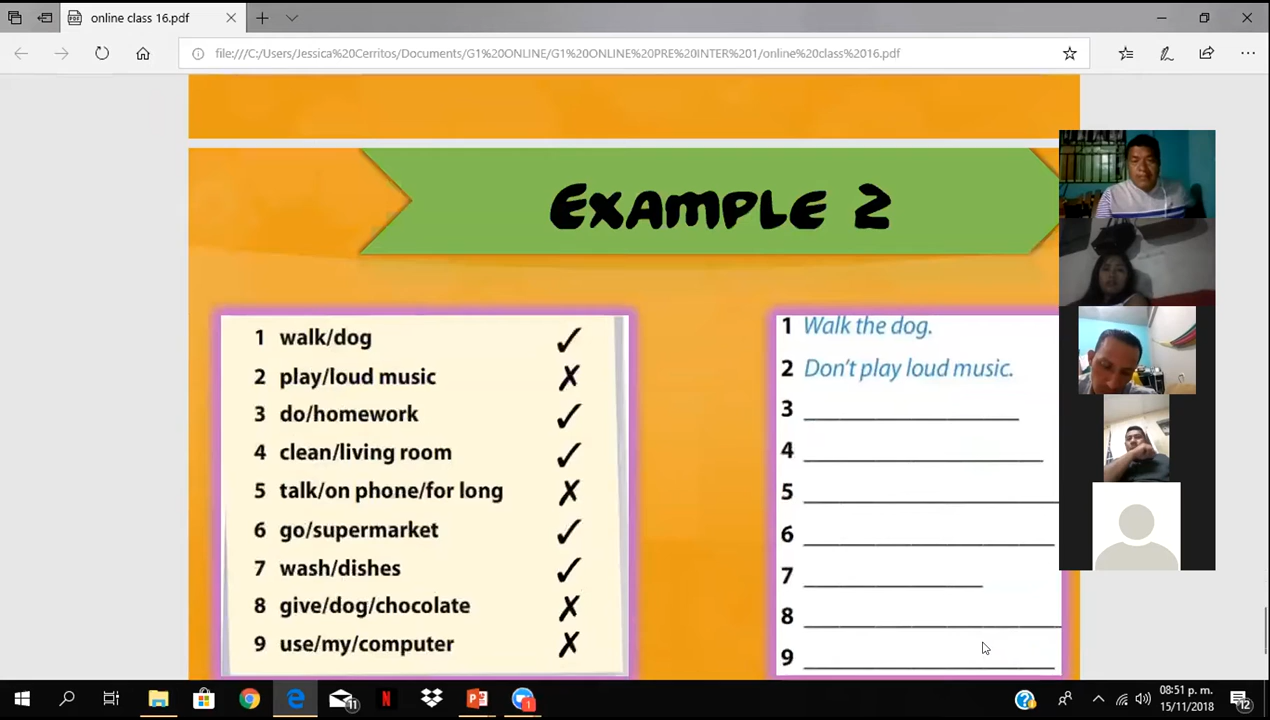 online class 16.pdf
file:///C:/Users/Jessica%20Cerritos/Documents/G1%20ONLINE/G1%20ONLINE%20PRE%20INTER%201/online%20class%2016.pdf
EXAMPLE 2
1 walk/dog ✓
2 play/loud music ✗
3 do/homework ✓
4 clean/living room ✓
5 talk/on phone/for long ✗
6 go/supermarket ✓
7 wash/dishes ✓
8 give/dog/chocolate ✗
9 use/my/computer ✗
1 Walk the dog.
2 Don't play loud music.
3
4
5
6
7
8
9
11
1
08:51 p. m.
15/11/2018
12